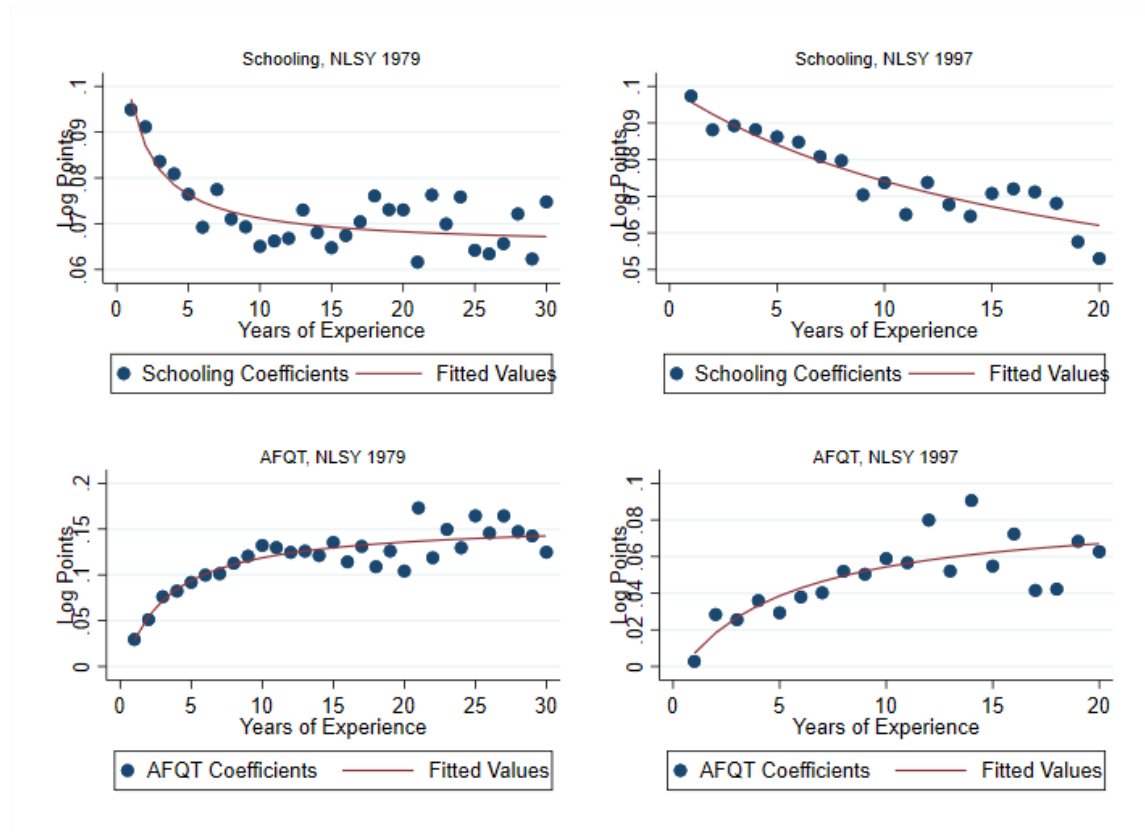 Schooling, NLSY 1979
Log Points
.06 .07 .08 .09 .1
0 5 10 15 20 25 30
Years of Experience
Schooling Coefficients Fitted Values
Schooling, NLSY 1997
Log Points
.05 .06 .07 .08 .09 .1
0 5 10 15 20
Years of Experience
Schooling Coefficients Fitted Values
AFQT, NLSY 1979
Log Points
0 .05 .1 .15 .2
0 5 10 15 20 25 30
Years of Experience
AFQT Coefficients Fitted Values
AFQT, NLSY 1997
Log Points
0 .02 .04 .06 .08 .1
0 5 10 15 20
Years of Experience
AFQT Coefficients Fitted Values